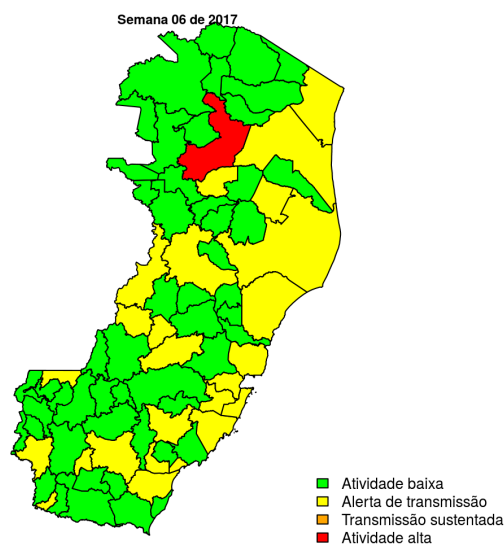 Semana 06 de 2017
Atividade baixa
Alerta de transmissão
Transmissão sustentada
Atividade alta